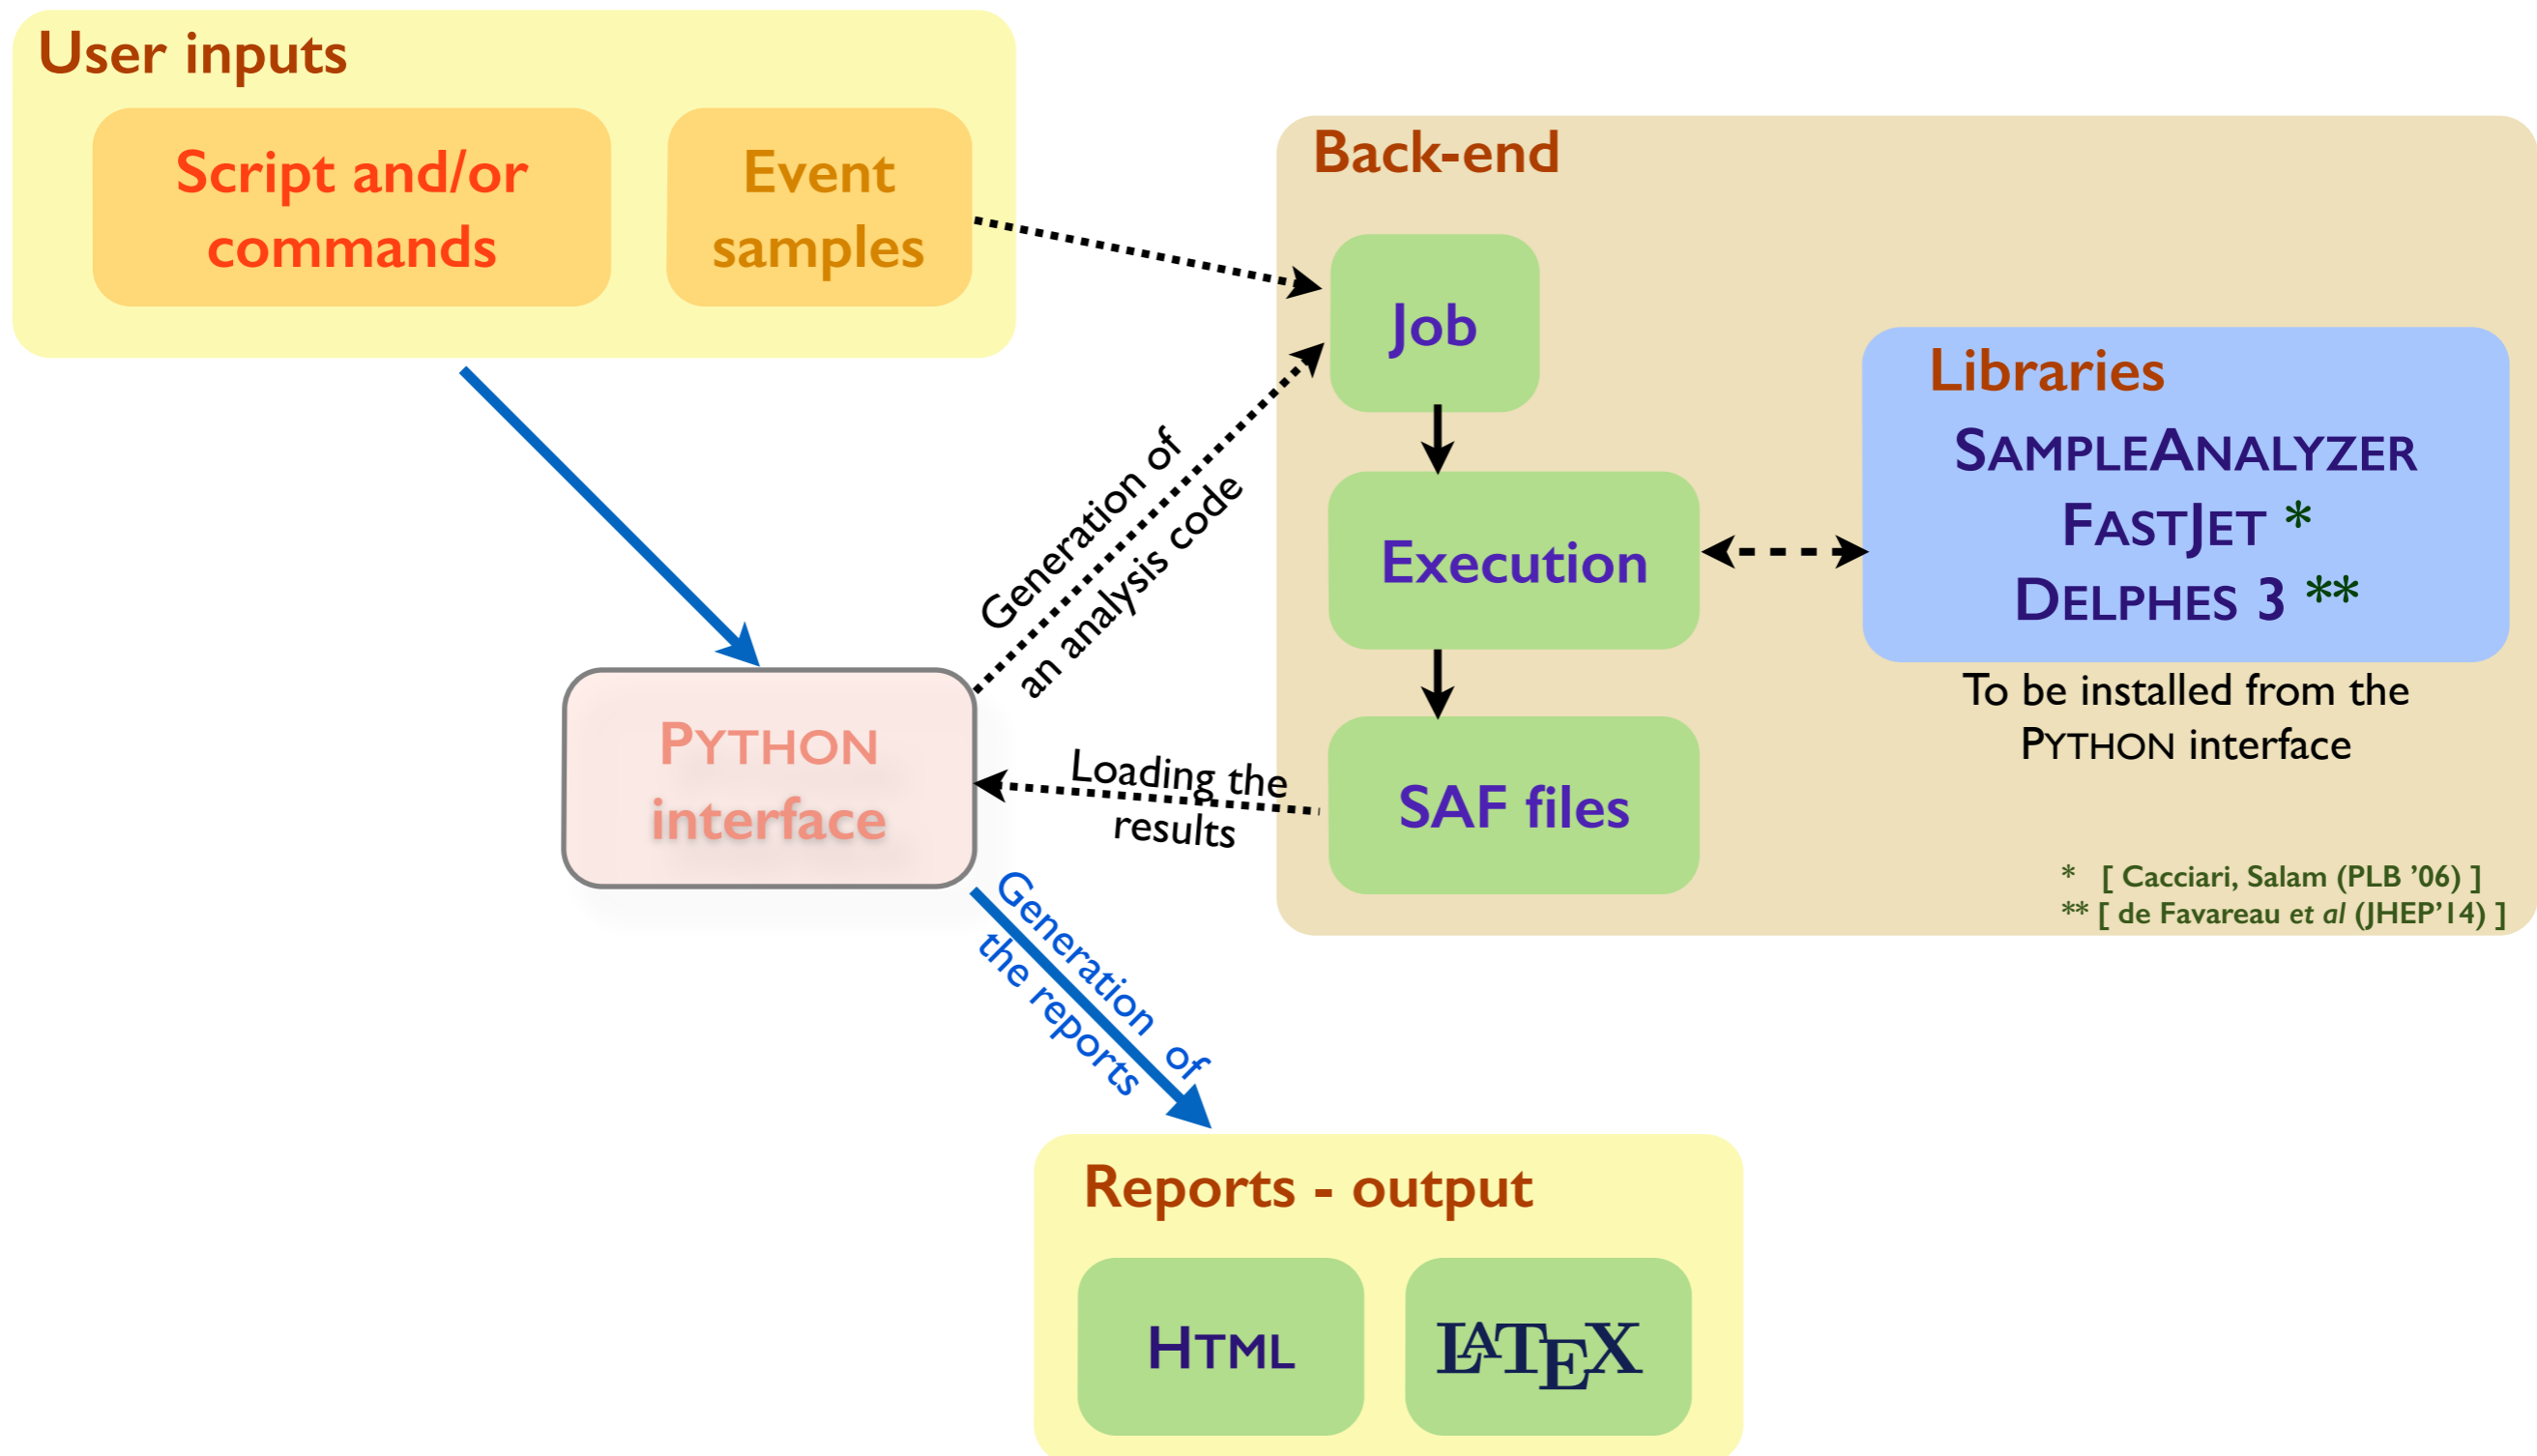 User inputs
Script and/or
commands
Event
samples
Back-end
Job
Execution
SAF files
Libraries
SAMPLEANALYZER
FASTJET *
DELPHES 3 **
To be installed from the
PYTHON interface
* [ Cacciari, Salam (PLB ’06) ]
** [ de Favareau et al (JHEP’14) ]
Generation of
an analysis code
PYTHON
interface
Loading the
results
Generation of
the reports
Reports - output
HTML
LATEX